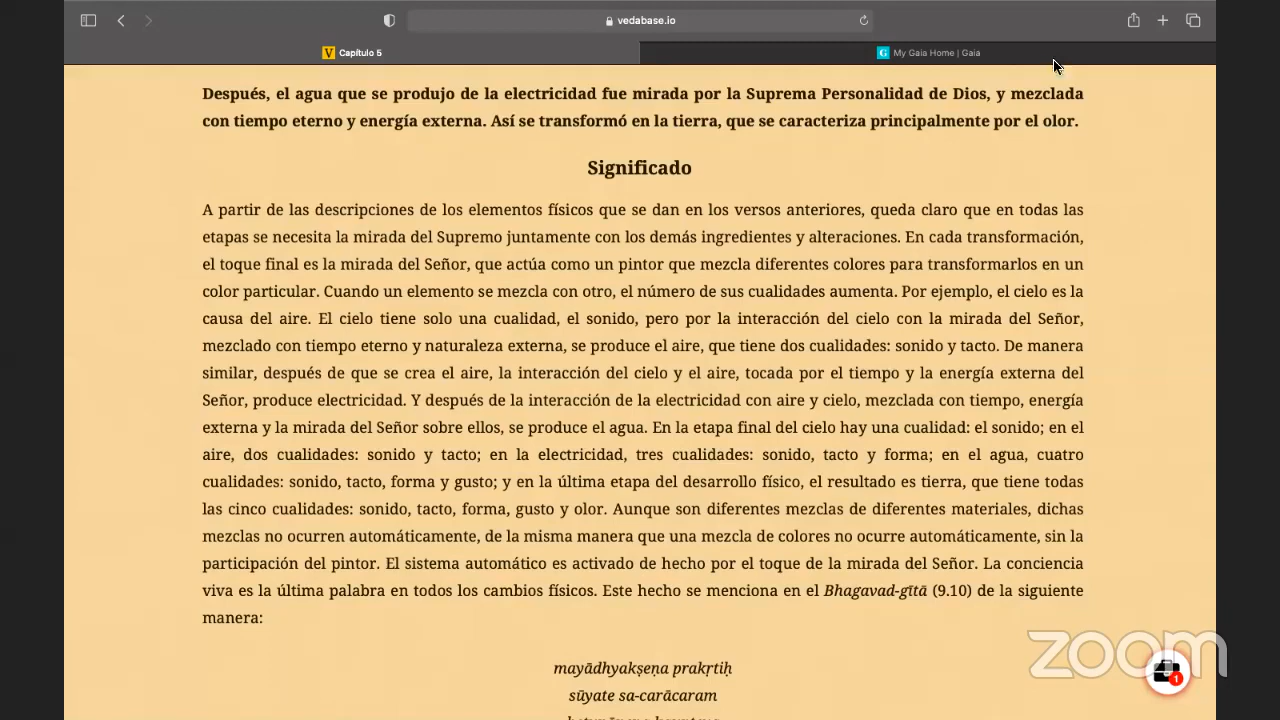 vedabase.io
Capítulo 5
My Gaia Home | Gaia
Después, el agua que se produjo de la electricidad fue mirada por la Suprema Personalidad de Dios, y mezclada
con tiempo eterno y energía externa. Así se transformó en la tierra, que se caracteriza principalmente por el olor.
Significado
A partir de las descripciones de los elementos físicos que se dan en los versos anteriores, queda claro que en todas las
etapas se necesita la mirada del Supremo juntamente con los demás ingredientes y alteraciones. En cada transformación,
el toque final es la mirada del Señor, que actúa como un pintor que mezcla diferentes colores para transformarlos en un
color particular. Cuando un elemento se mezcla con otro, el número de sus cualidades aumenta. Por ejemplo, el cielo es la
causa del aire. El cielo tiene solo una cualidad, el sonido, pero por la interacción del cielo con la mirada del Señor,
mezclado con tiempo eterno y naturaleza externa, se produce el aire, que tiene dos cualidades: sonido y tacto. De manera
similar, después de que se crea el aire, la interacción del cielo y el aire, tocada por el tiempo y la energía externa del
Señor, produce electricidad. Y después de la interacción de la electricidad con aire y cielo, mezclada con tiempo, energía
externa y la mirada del Señor sobre ellos, se produce el agua. En la etapa final del cielo hay una cualidad: el sonido; en el
aire, dos cualidades: sonido y tacto; en la electricidad, tres cualidades: sonido, tacto y forma; en el agua, cuatro
cualidades: sonido, tacto, forma y gusto; y en la última etapa del desarrollo físico, el resultado es tierra, que tiene todas
las cinco cualidades: sonido, tacto, forma, gusto y olor. Aunque son diferentes mezclas de diferentes materiales, dichas
mezclas no ocurren automáticamente, de la misma manera que una mezcla de colores no ocurre automáticamente, sin la
participación del pintor. El sistema automático es activado de hecho por el toque de la mirada del Señor. La conciencia
viva es la última palabra en todos los cambios físicos. Este hecho se menciona en el Bhagavad-gītā (9.10) de la siguiente
manera:
mayādhyakṣeṇa prakṛtiḥ
sūyate sa-carācaram
zoom
1